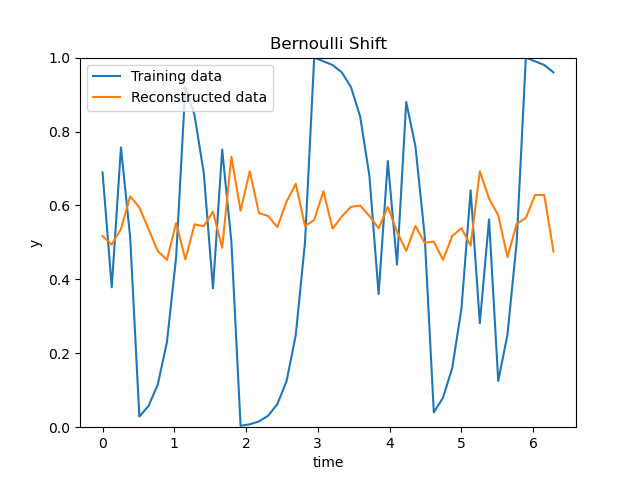 Bernoulli Shift
Training data
Reconstructed data
1.0
0.8
0.6
0.4
0.2
0.0
y
0 1 2 3 4 5 6
time